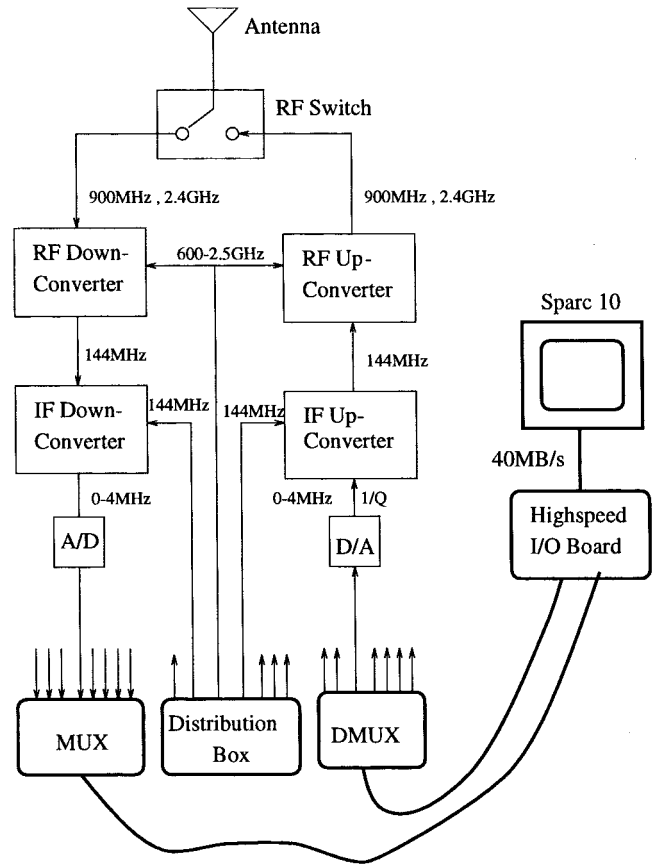 Antenna
RF Switch
900MHz , 2.4GHz
900MHz , 2.4GHz
RF Down-
Converter
600-2.5GHz
RF Up-
Converter
Sparc 10
144MHz
144MHz
IF Down-
Converter
144MHz
144MHz
IF Up-
Converter
40MB/s
0-4MHz
0-4MHz
1/Q
Highspeed
I/O Board
A/D
D/A
MUX
Distribution
Box
DMUX